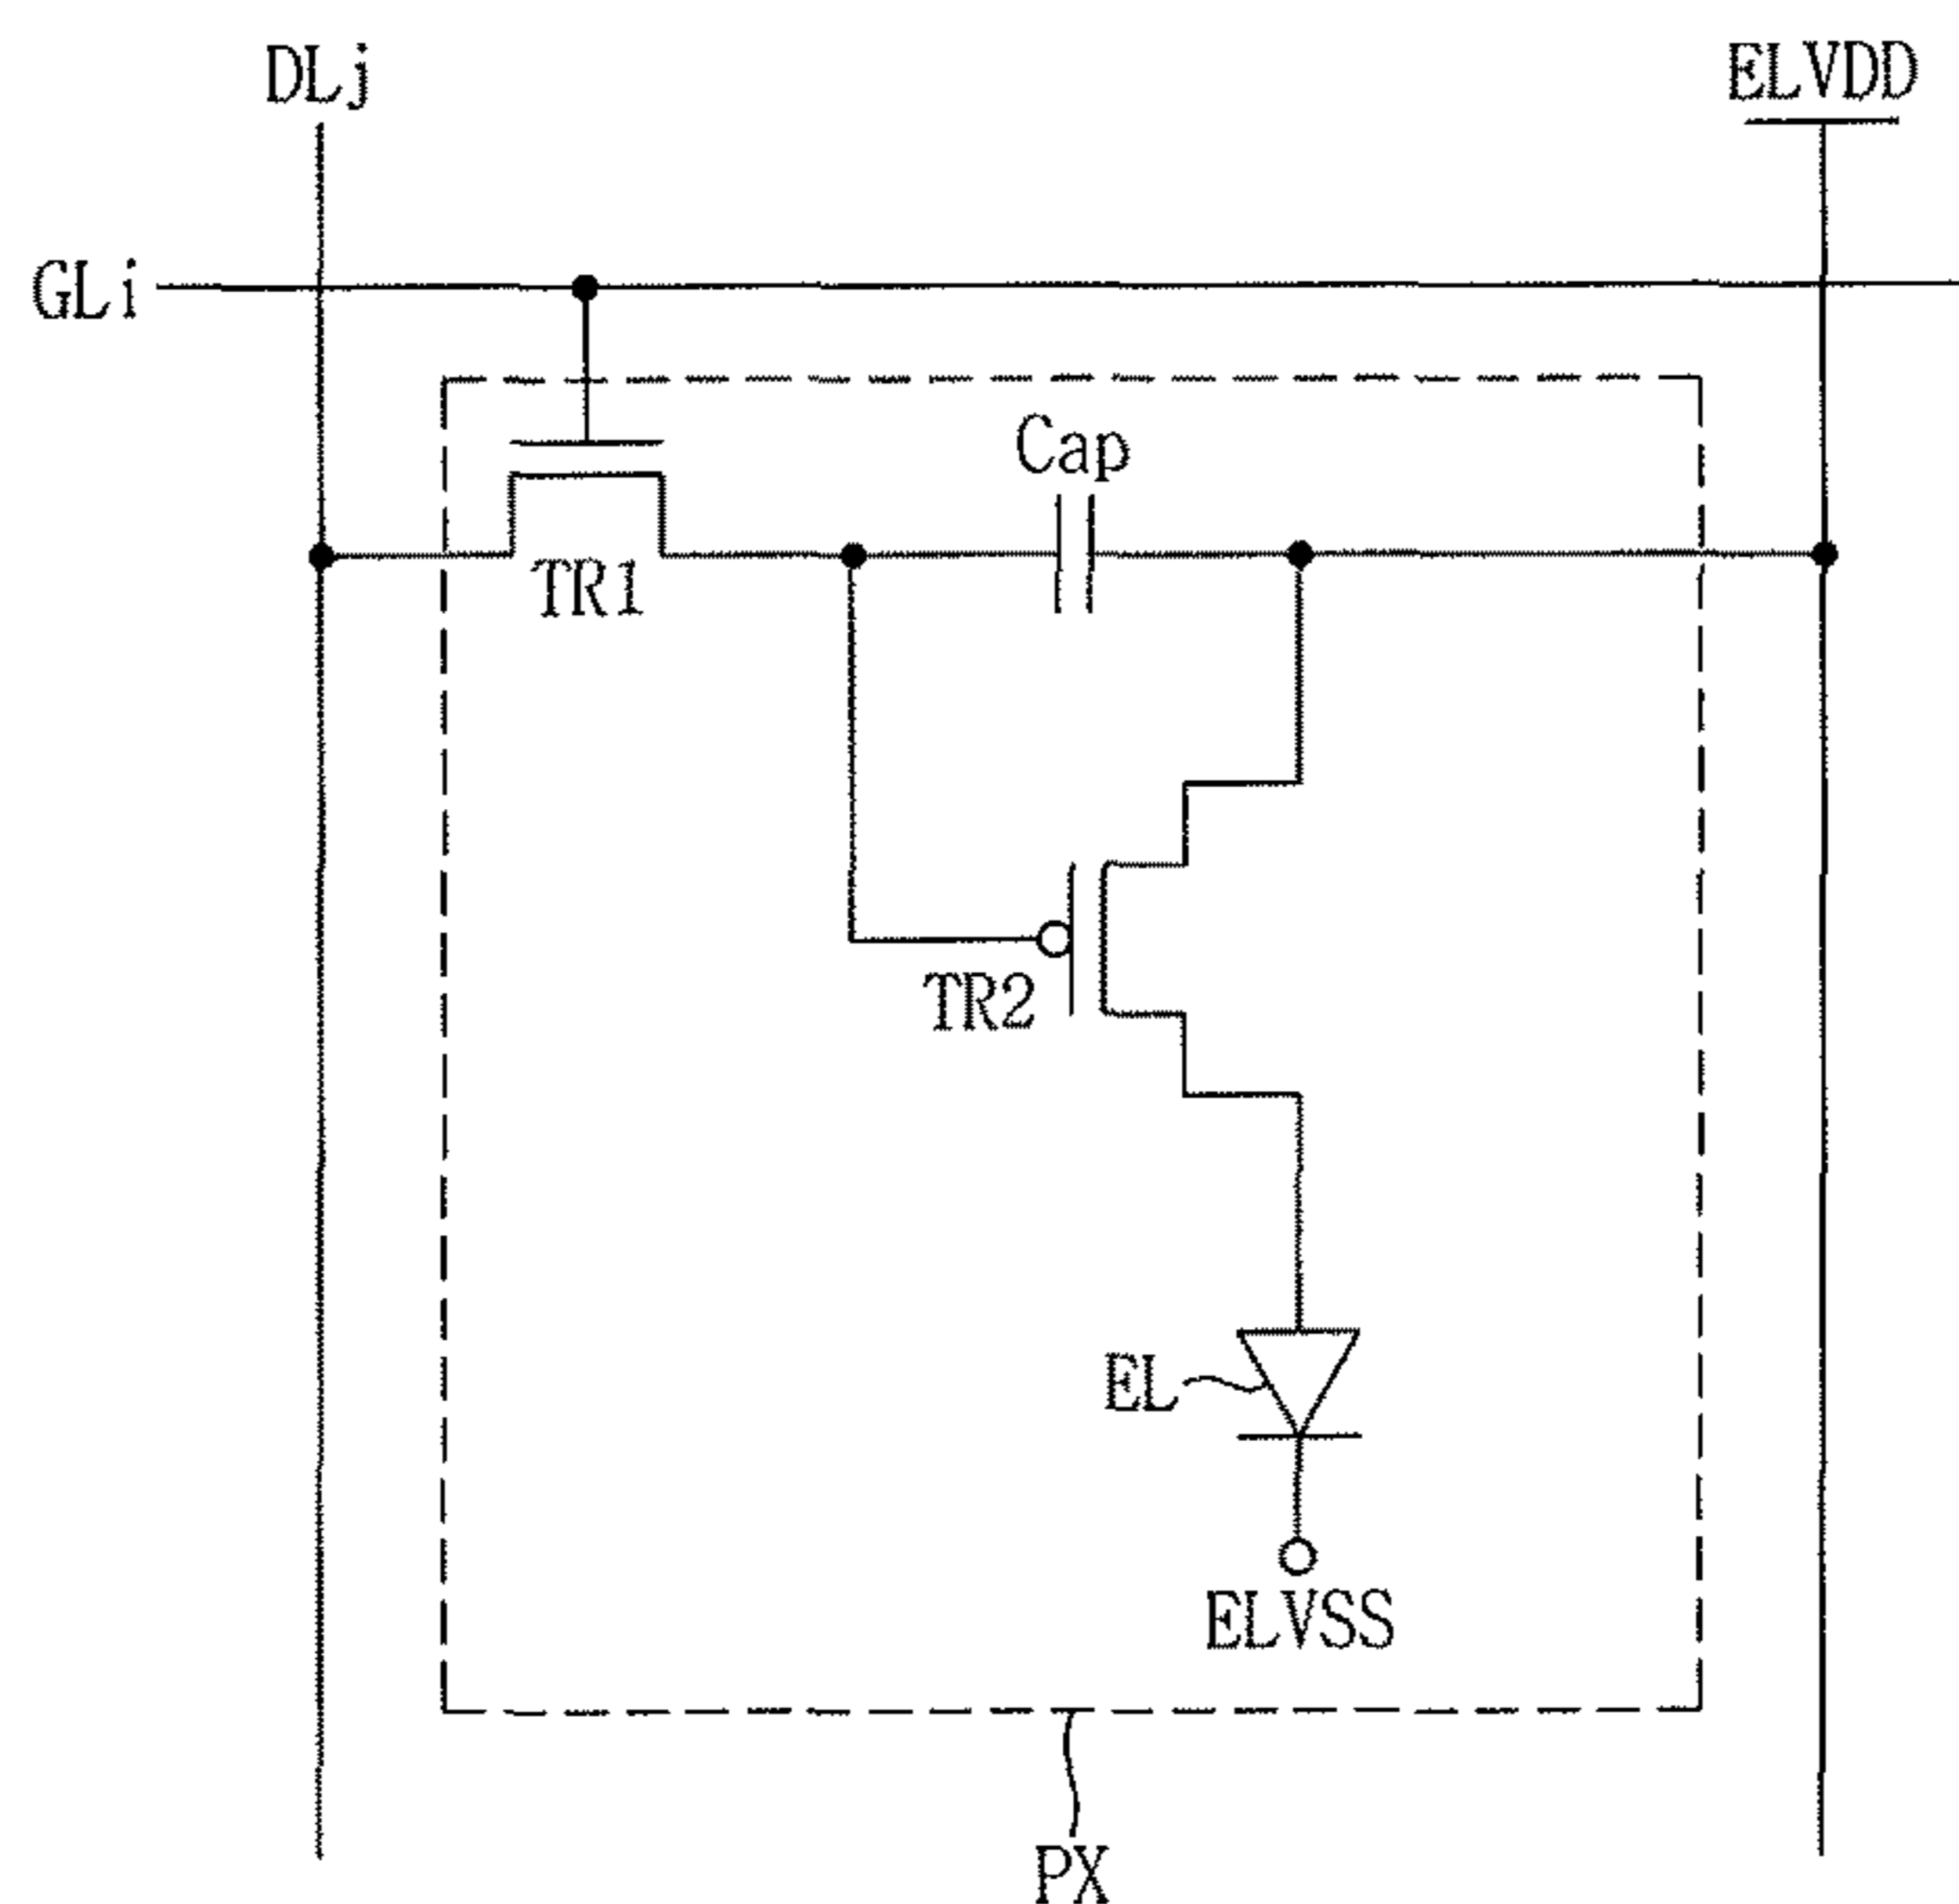 DLj
ELVDD
GLi
Cap
TR1
TR2
EL
ELVSS
PX